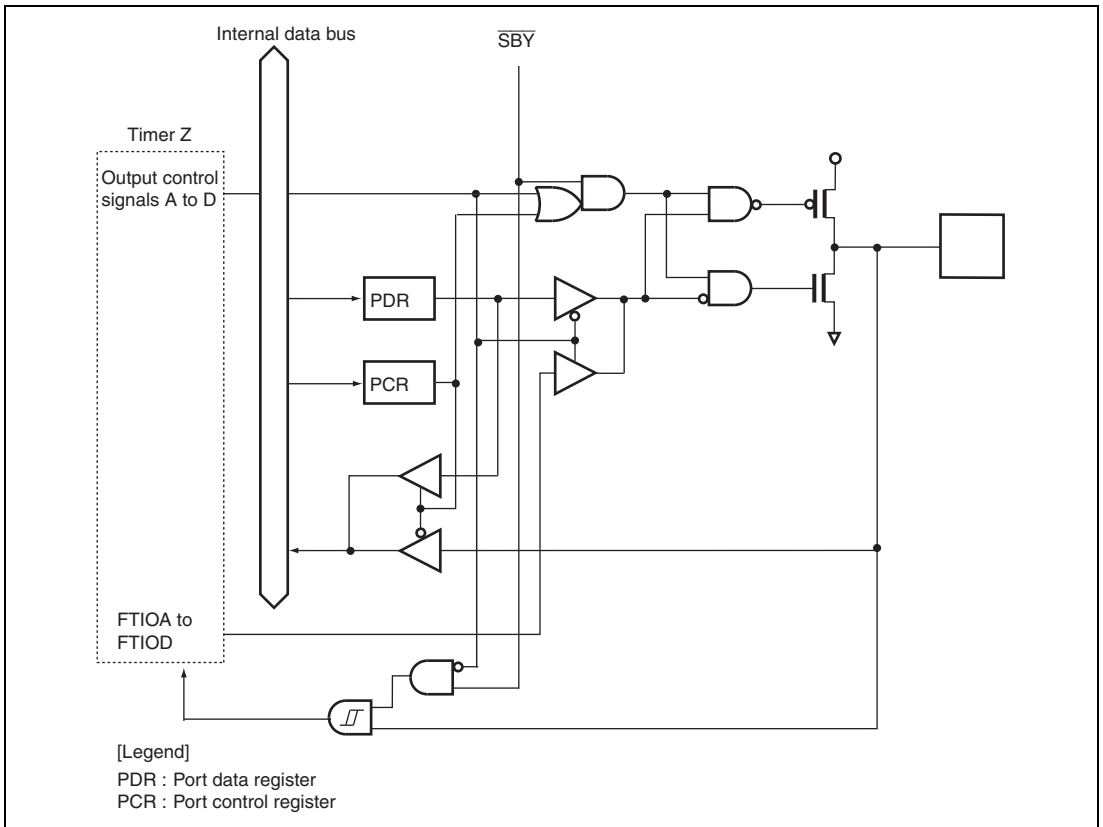 Internal data bus
SBY
Timer Z
Output control
signals A to D
PDR
PCR
FTIOA to
FTIOD
[Legend]
PDR : Port data register
PCR : Port control register